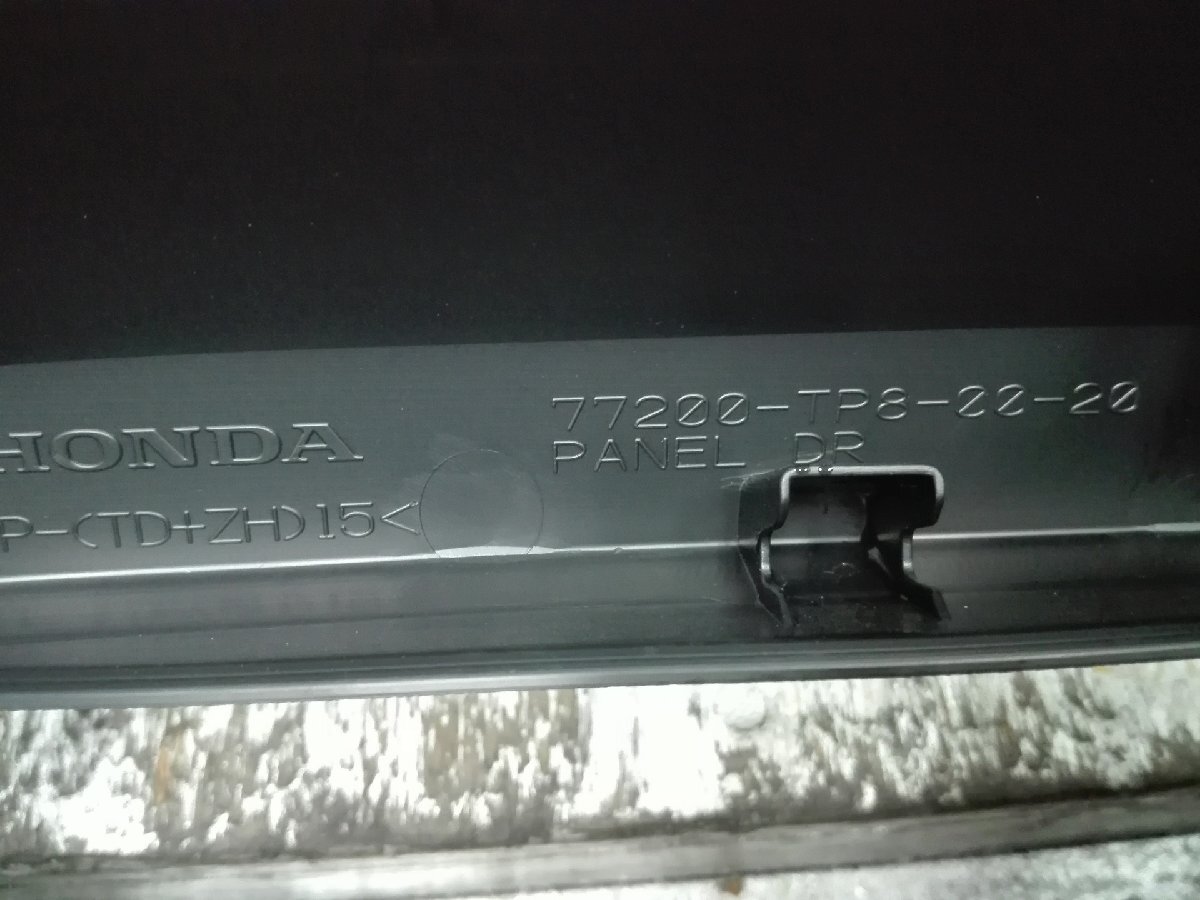 HONDA
77200-TP8-00-20
PANEL DR
P-(TD+ZH)15<